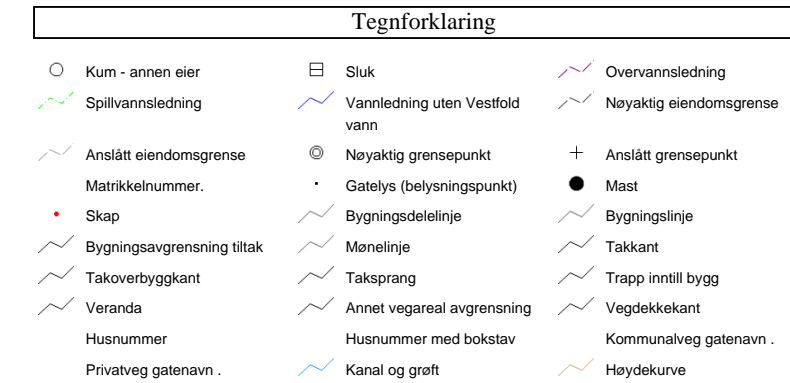 Tegnforklaring
Kum - annen eier
Sluk
Overvannsledning
Spillvannsledning
Vannledning uten Vestfold
vann
Nøyaktig eiendomsgrense
Anslått eiendomsgrense
Nøyaktig grensepunkt
Anslått grensepunkt
Matrikkelnummer.
Gatelys (belysningspunkt)
Mast
Skap
Bygningsdelelinje
Bygningslinje
Bygningsavgrensning tiltak
Mønelinje
Takkant
Takoverbyggkant
Taksprang
Trapp inntill bygg
Veranda
Annet vegareal avgrensning
Vegdekkekant
Husnummer
Husnummer med bokstav
Kommunalveg gatenavn .
Privatveg gatenavn .
Kanal og grøft
Høydekurve